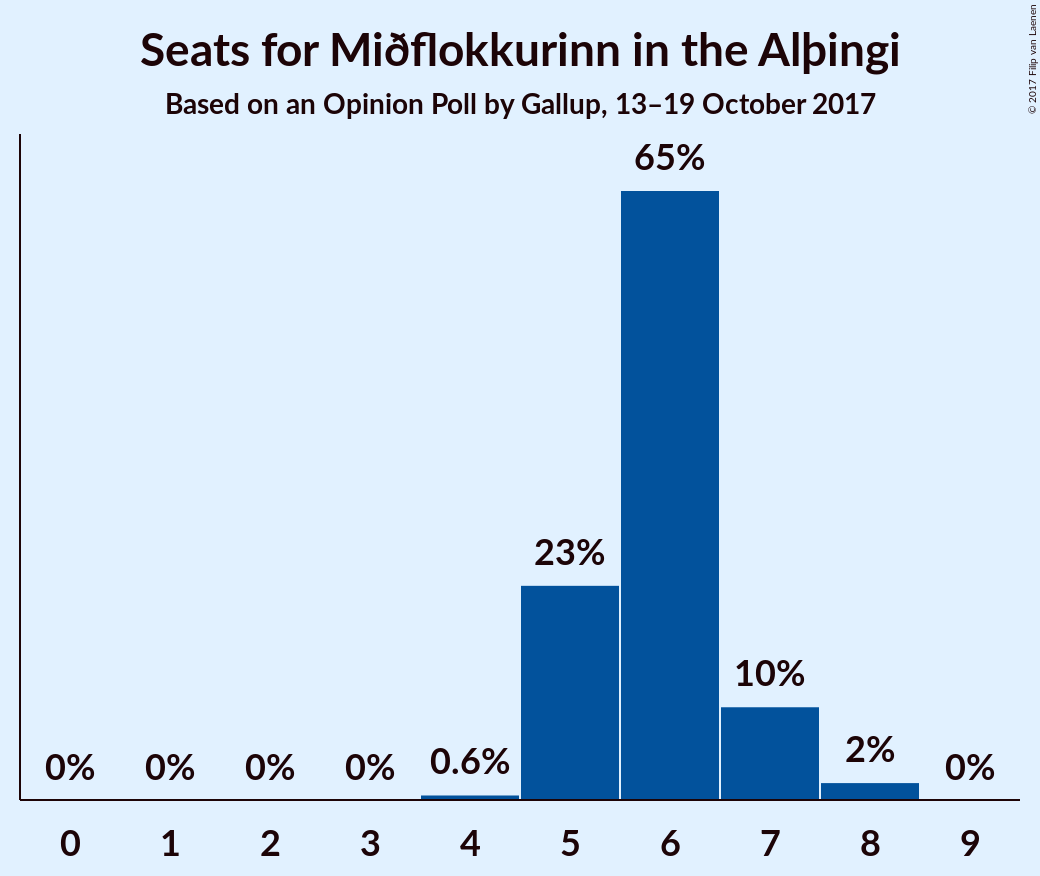 Seats for Miðflokkurinn in the Alþingi
Based on an Opinion Poll by Gallup, 13–19 October 2017
© 2017 Filip van Laenen
65%
23%
10%
2%
0.6%
0% 0% 0% 0% 0%
0 1 2 3 4 5 6 7 8 9